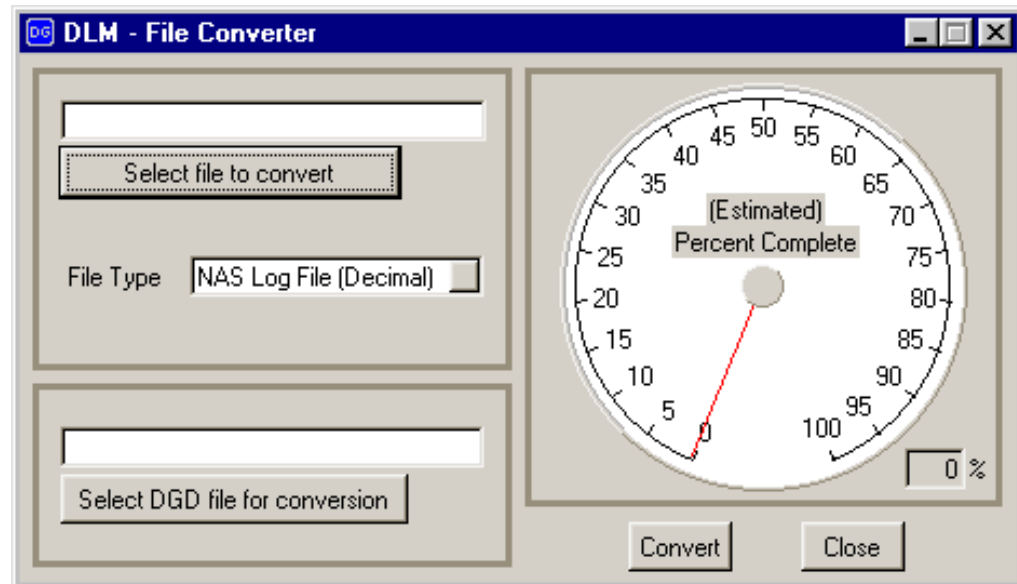 DG DLM - File Converter
Select file to convert
File Type NAS Log File (Decimal)
Select DGD file for conversion
(Estimated)
Percent Complete
0
5
10
15
20
25
30
35
40
45
50
55
60
65
70
75
80
85
90
95
100
0 %
Convert
Close